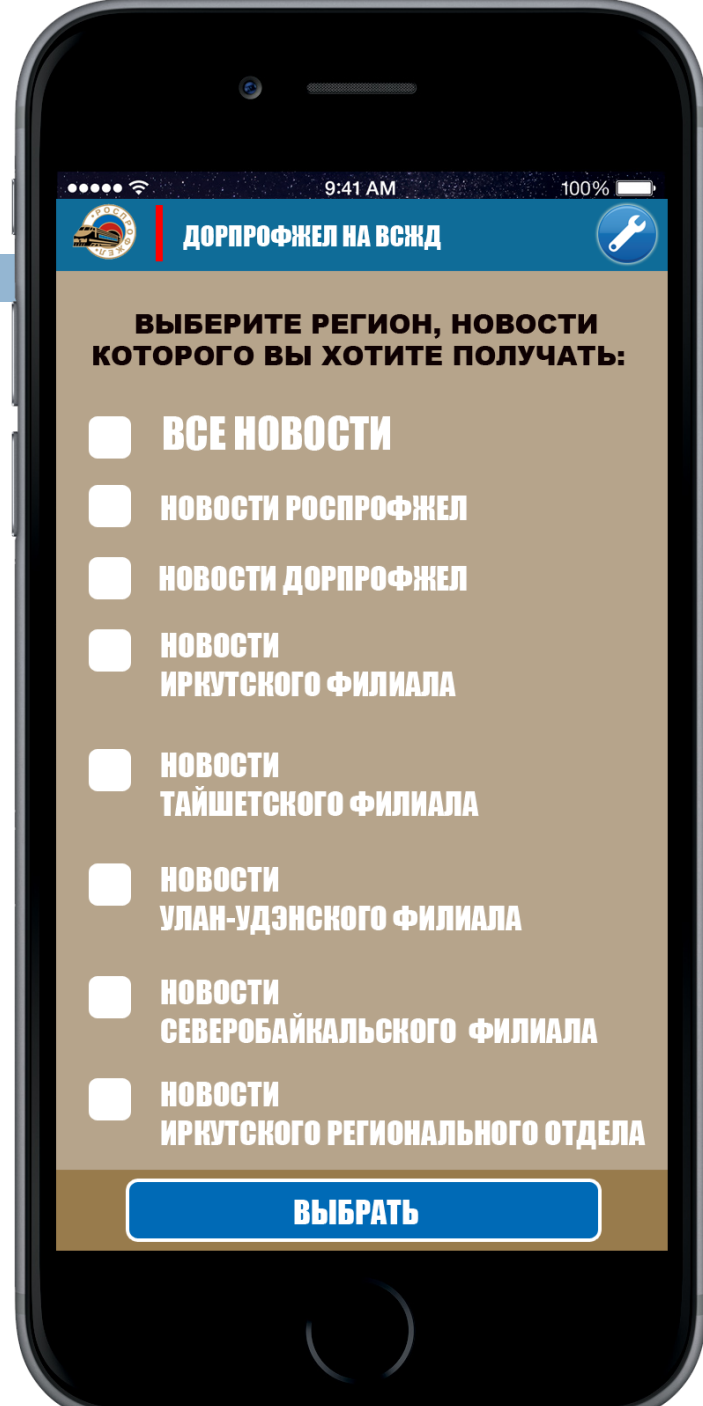 9:41 AM
100%
РОСПРОФЖЕЛ
ДОРПРОФЖЕЛ НА ВСЖД
ВЫБЕРИТЕ РЕГИОН, НОВОСТИ
КОТОРОГО ВЫ ХОТИТЕ ПОЛУЧАТЬ:
ВСЕ НОВОСТИ
НОВОСТИ РОСПРОФЖЕЛ
НОВОСТИ ДОРПРОФЖЕЛ
НОВОСТИ
ИРКУТСКОГО ФИЛИАЛА
НОВОСТИ
ТАЙШЕТСКОГО ФИЛИАЛА
НОВОСТИ
УЛАН-УДЭНСКОГО ФИЛИАЛА
НОВОСТИ
СЕВЕРОБАЙКАЛЬСКОГО ФИЛИАЛА
НОВОСТИ
ИРКУТСКОГО РЕГИОНАЛЬНОГО ОТДЕЛА
ВЫБРАТЬ